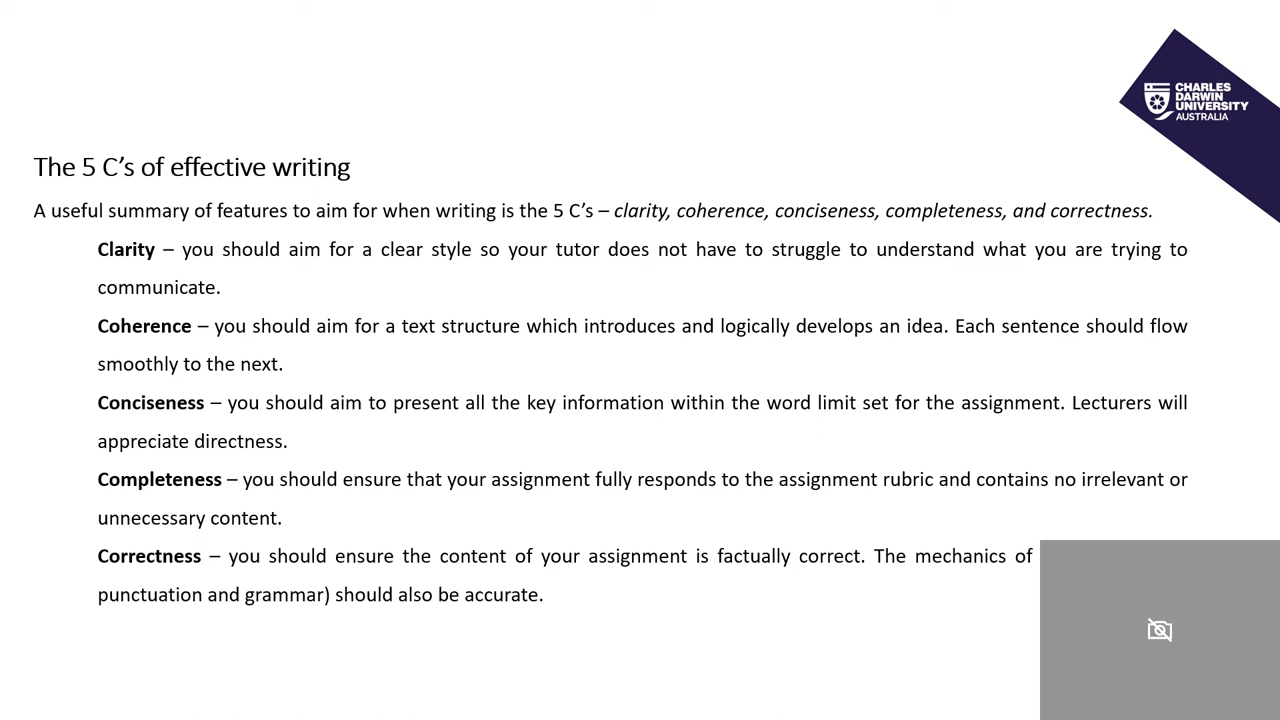 CHARLES
DARWIN
UNIVERSITY
AUSTRALIA
The 5 C’s of effective writing
A useful summary of features to aim for when writing is the 5 C’s – clarity, coherence, conciseness, completeness, and correctness.
Clarity – you should aim for a clear style so your tutor does not have to struggle to understand what you are trying to
communicate.
Coherence – you should aim for a text structure which introduces and logically develops an idea. Each sentence should flow
smoothly to the next.
Conciseness – you should aim to present all the key information within the word limit set for the assignment. Lecturers will
appreciate directness.
Completeness – you should ensure that your assignment fully responds to the assignment rubric and contains no irrelevant or
unnecessary content.
Correctness – you should ensure the content of your assignment is factually correct. The mechanics of
punctuation and grammar) should also be accurate.